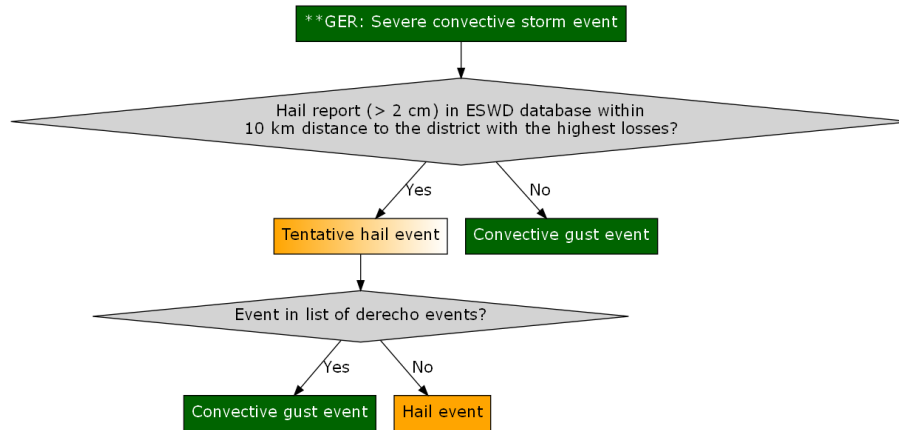 **GER: Severe convective storm event
Hail report (> 2 cm) in ESWD database within
10 km distance to the district with the highest losses?
Yes
No
Tentative hail event
Convective gust event
Event in list of derecho events?
Yes
No
Convective gust event
Hail event